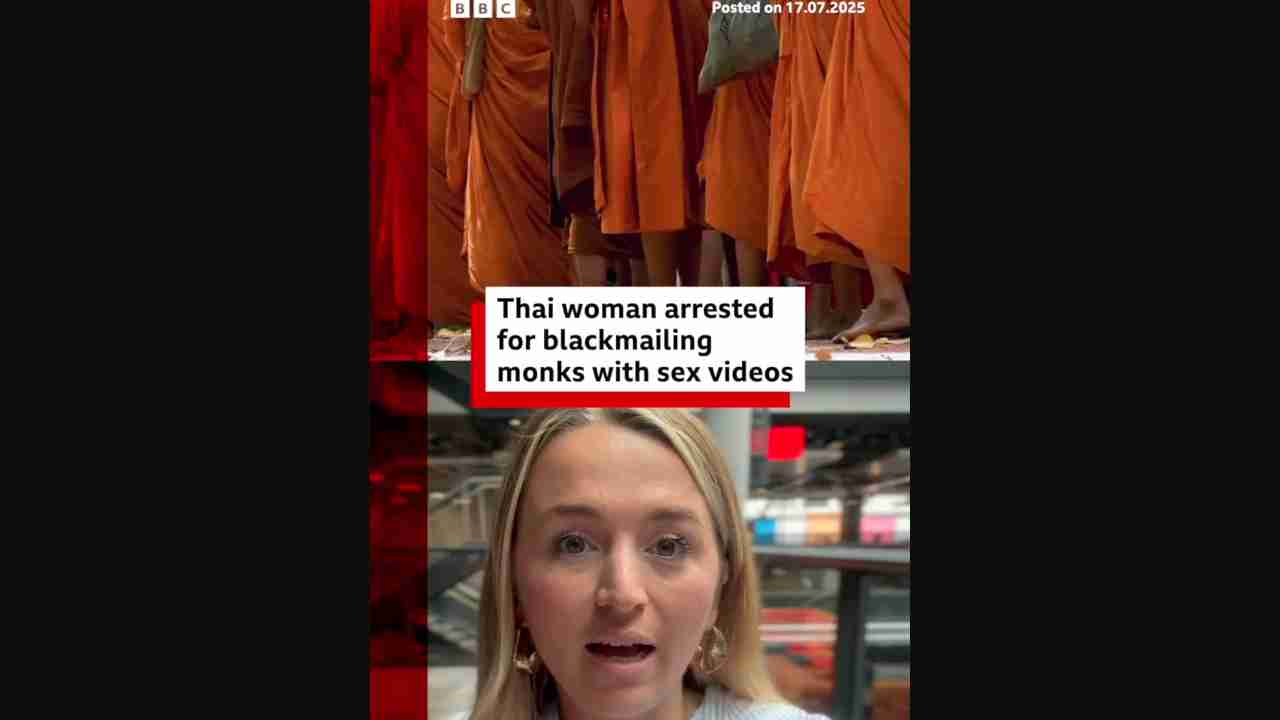 BBC
Posted on 17.07.2025
Thai woman arrested
for blackmailing
monks with sex videos